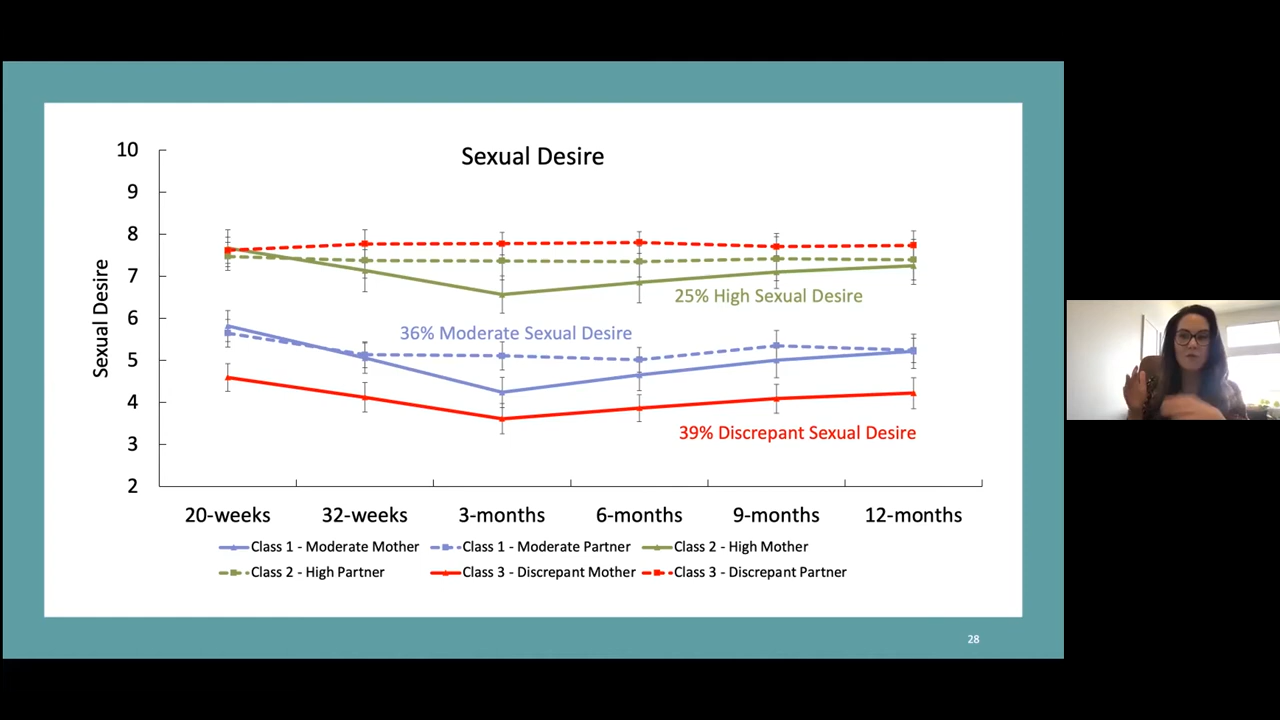 Sexual Desire
10
9
8
7
6
5
4
3
2
Sexual Desire
25% High Sexual Desire
36% Moderate Sexual Desire
39% Discrepant Sexual Desire
20-weeks 32-weeks 3-months 6-months 9-months 12-months
Class 1 - Moderate Mother Class 1 - Moderate Partner Class 2 - High Mother
Class 2 - High Partner Class 3 - Discrepant Mother Class 3 - Discrepant Partner
28